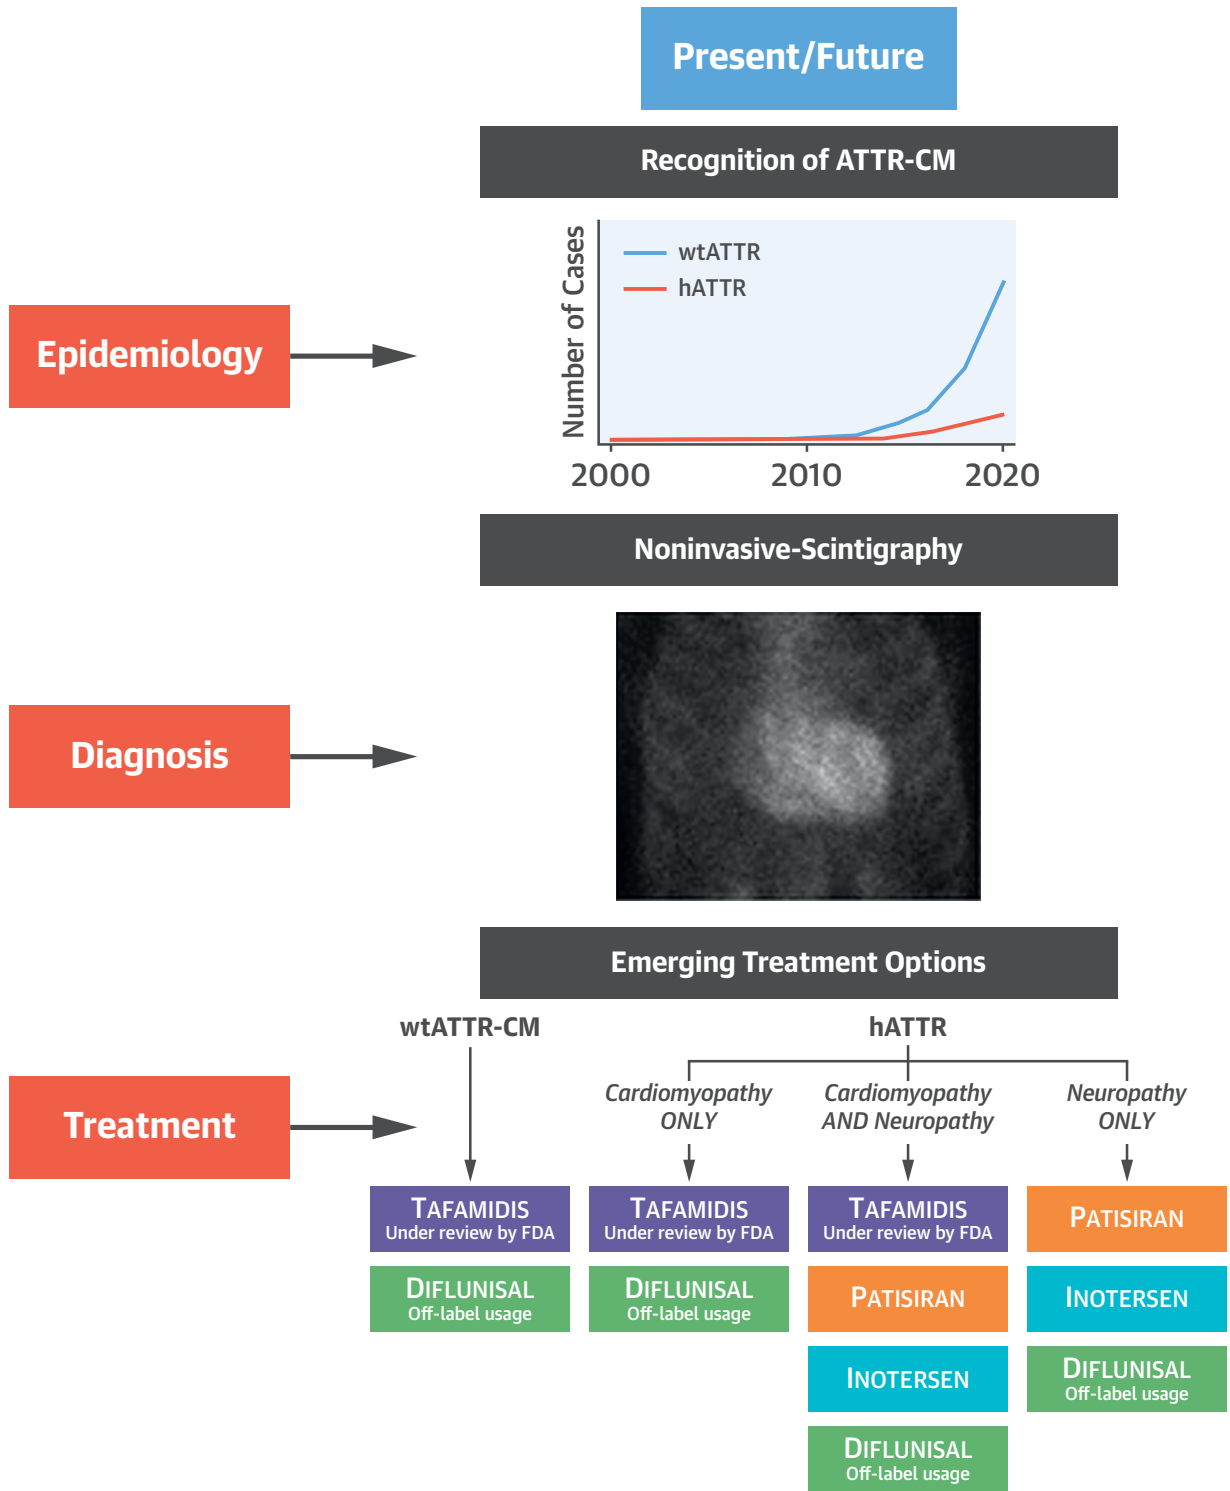 Present/Future
Recognition of ATTR-CM
Number of Cases
wtATTR
hATTR
2000 2010 2020
Epidemiology
Noninvasive-Scintigraphy
Diagnosis
Emerging Treatment Options
Treatment
wtATTR-CM
hATTR
Cardiomyopathy
ONLY
Cardiomyopathy
AND Neuropathy
Neuropathy
ONLY
TAFAMIDIS
Under review by FDA
DIFLUNISAL
Off-label usage
TAFAMIDIS
Under review by FDA
DIFLUNISAL
Off-label usage
TAFAMIDIS
Under review by FDA
PATISIRAN
INOTERSEN
DIFLUNISAL
Off-label usage
PATISIRAN
INOTERSEN
DIFLUNISAL
Off-label usage